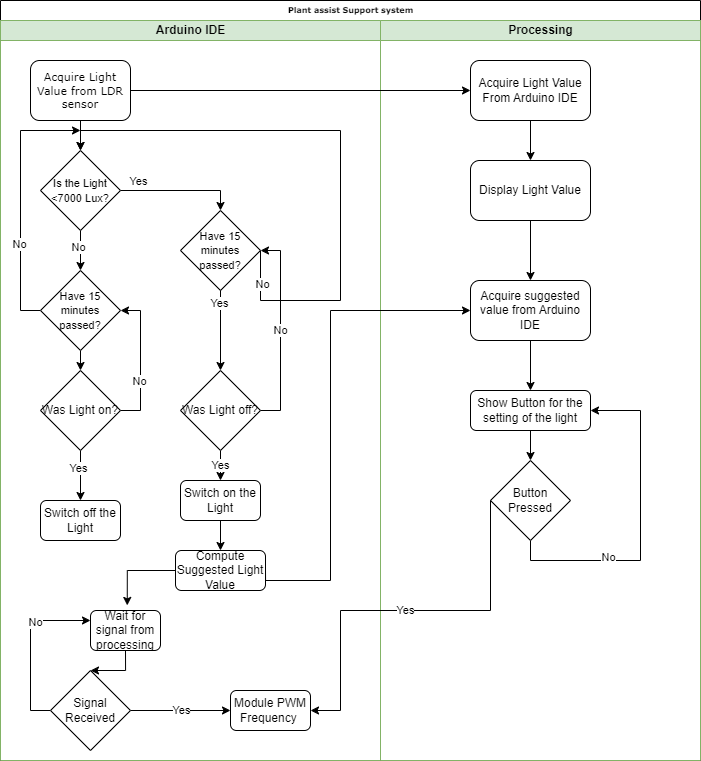 Plant assist Support system
Arduino IDE
Processing
Acquire Light
Value from LDR
sensor
Acquire Light Value
From Arduino IDE
Is the Light
<7000 Lux?
Yes
Display Light Value
No
No
Have 15
minutes
passed?
No
Have 15
minutes
passed?
Yes
Acquire suggested
value from Arduino
IDE
No
No
Was Light on?
Was Light off?
Show Button for the
setting of the light
Yes
Yes
Switch off the
Light
Switch on the
Light
Button
Pressed
No
Compute
Suggested Light
Value
Yes
No
Wait for
signal from
processing
Signal
Received
Yes
Module PWM
Frequency